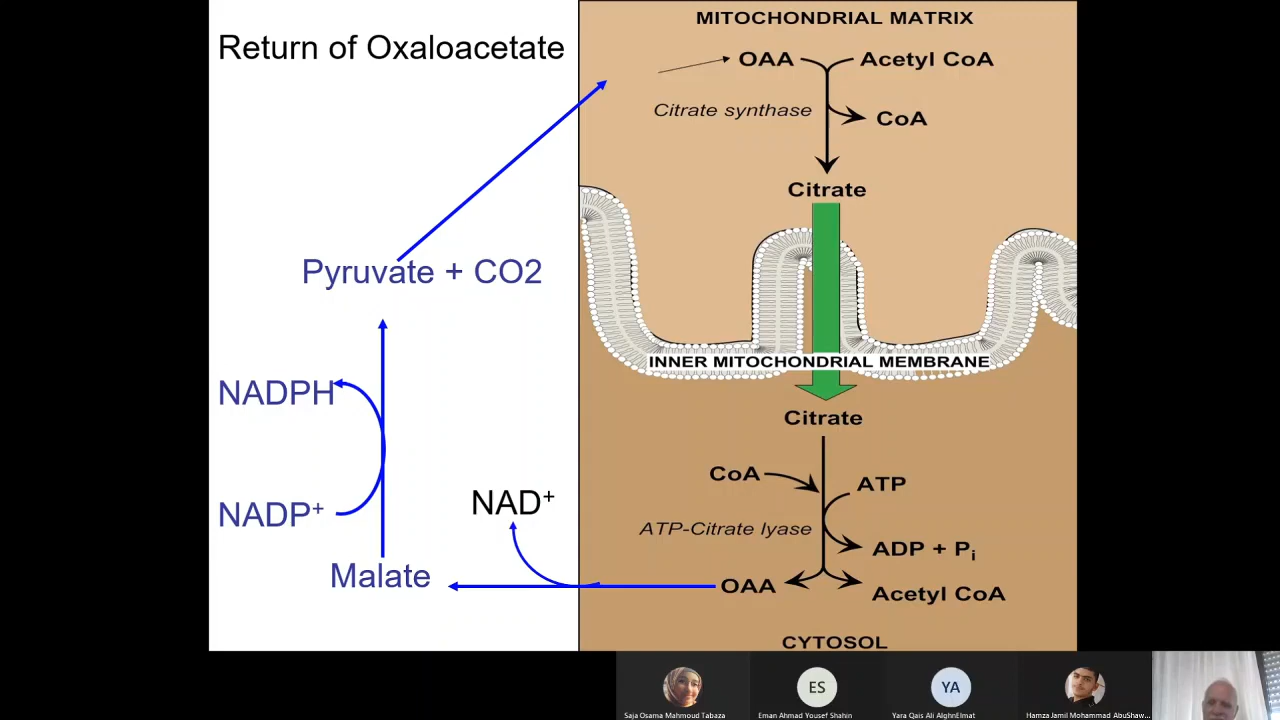 Return of Oxaloacetate
MITOCHONDRIAL MATRIX
OAA
Acetyl CoA
Citrate synthase
CoA
Citrate
Pyruvate + CO2
INNER MITOCHONDRIAL MEMBRANE
NADPH
Citrate
CoA
ATP
NAD⁺
NADP⁺
ATP-Citrate lyase
ADP + Pᵢ
Malate
OAA
Acetyl CoA
CYTOSOL
ES
YA
Saja Osama Mahmoud Tabaza
Eman Ahmad Yousef Shahin
Yara Qais Ali AlghnElmat
Hamza Jamil Mohammad AbuShaw...